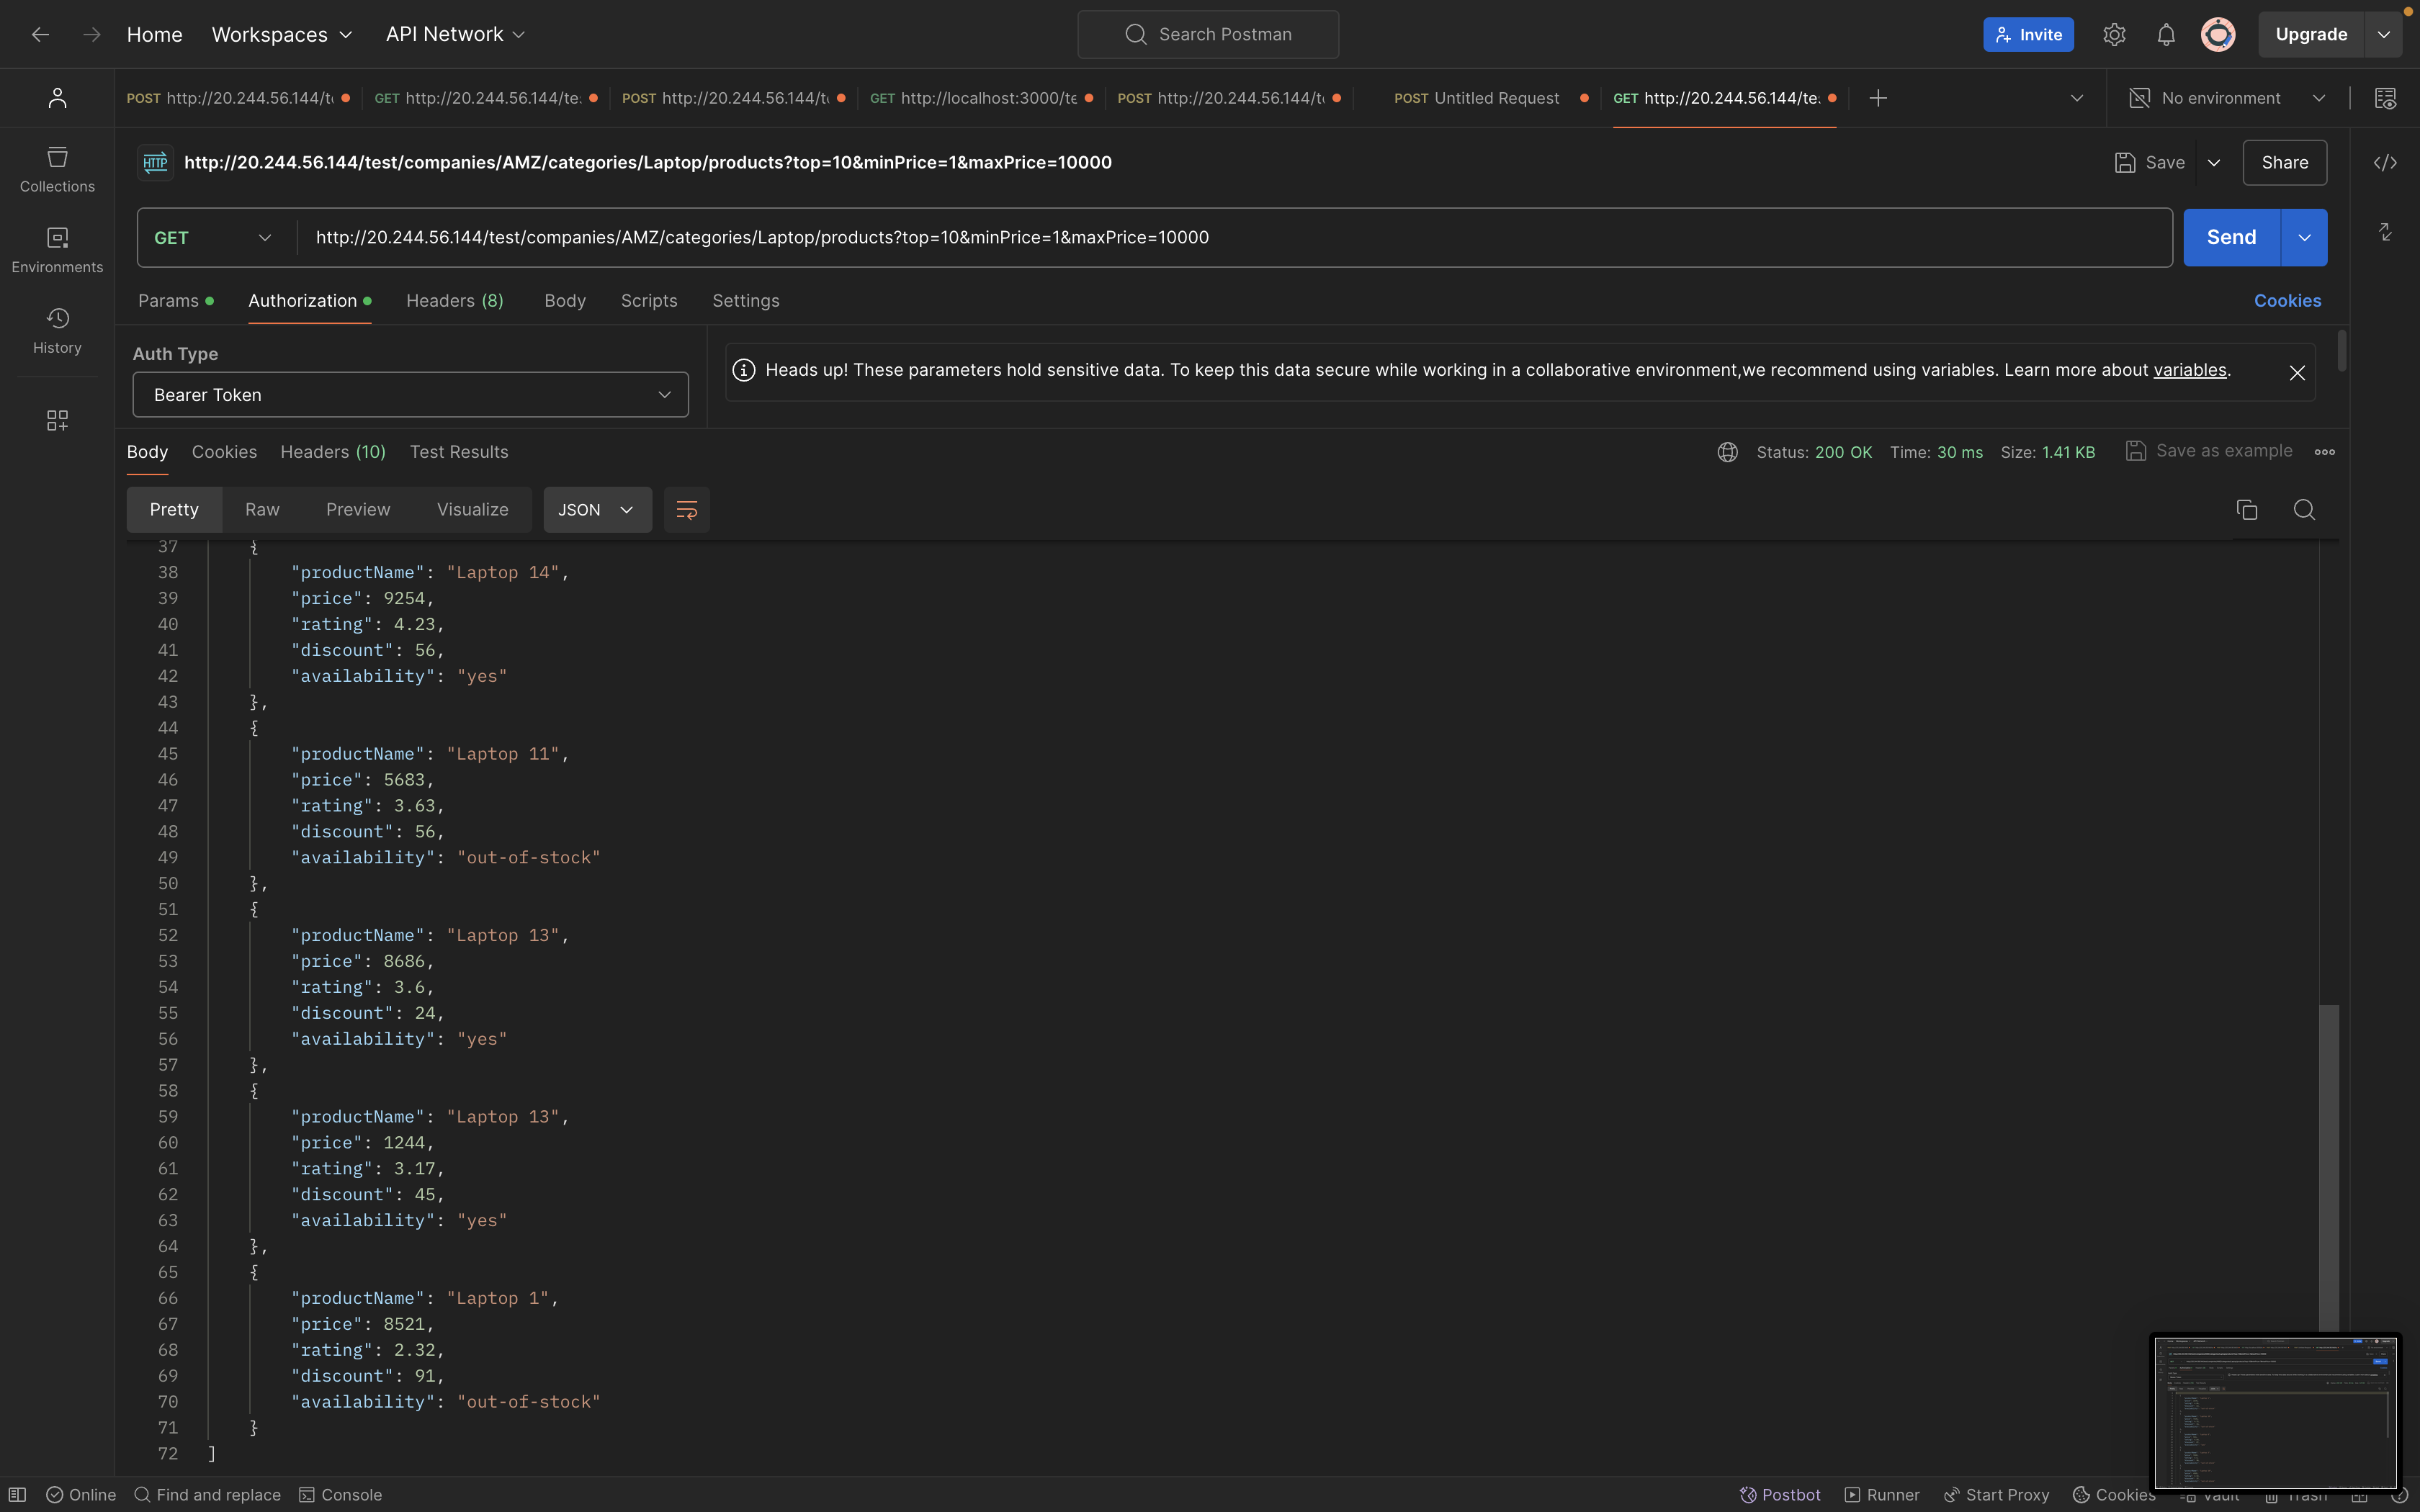 Home Workspaces API Network Search Postman Invite Upgrade
POST http://20.244.56.144/t GET http://20.244.56.144/te. POST http://20.244.56.144/t GET http://localhost:3000/te POST http://20.244.56.144/t POST Untitled Request GET http://20.244.56.144/te. No environment
HTTP http://20.244.56.144/test/companies/AMZ/categories/Laptop/products?top=10&minPrice=1&maxPrice=10000 Save Share
Collections
GET http://20.244.56.144/test/companies/AMZ/categories/Laptop/products?top=10&minPrice=1&maxPrice=10000 Send
Environments
Params Authorization Headers (8) Body Scripts Settings Cookies
History
Auth Type
Heads up! These parameters hold sensitive data. To keep this data secure while working in a collaborative environment,we recommend using variables. Learn more about variables.
Bearer Token
Body Cookies Headers (10) Test Results Status: 200 OK Time: 30 ms Size: 1.41 KB Save as example
Pretty Raw Preview Visualize JSON
37 {
38 "productName": "Laptop 14",
39 "price": 9254,
40 "rating": 4.23,
41 "discount": 56,
42 "availability": "yes"
43 },
44 {
45 "productName": "Laptop 11",
46 "price": 5683,
47 "rating": 3.63,
48 "discount": 56,
49 "availability": "out-of-stock"
50 },
51 {
52 "productName": "Laptop 13",
53 "price": 8686,
54 "rating": 3.6,
55 "discount": 24,
56 "availability": "yes"
57 },
58 {
59 "productName": "Laptop 13",
60 "price": 1244,
61 "rating": 3.17,
62 "discount": 45,
63 "availability": "yes"
64 },
65 {
66 "productName": "Laptop 1",
67 "price": 8521,
68 "rating": 2.32,
69 "discount": 91,
70 "availability": "out-of-stock"
71 }
72 ]
Online Find and replace Console Postbot Runner Start Proxy Cookies Vault Trash